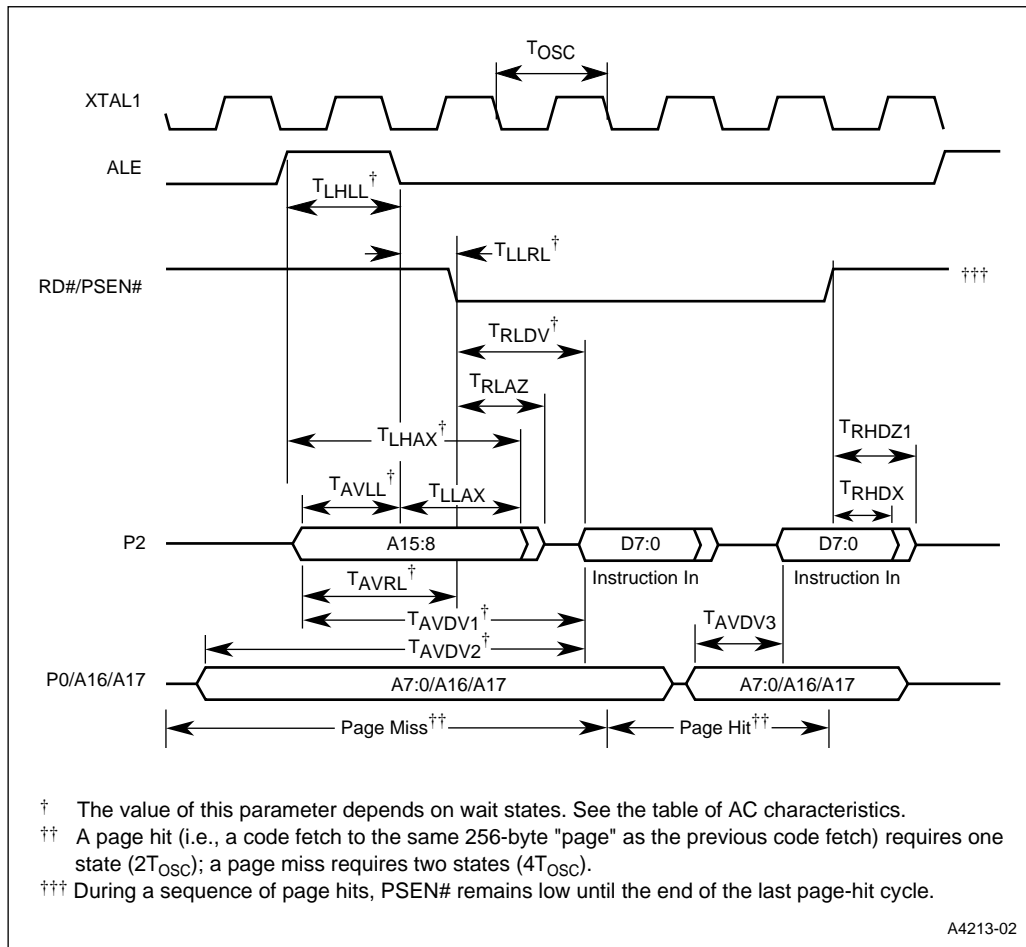 TOSC
XTAL1
ALE
TLHLL†
TLLRL†
RD#/PSEN#
†††
TRLDV†
TRLAZ
TLHAX†
TRHDZ1
TAVLL†
TLLAX
TRHDX
P2
A15:8
D7:0
D7:0
Instruction In
Instruction In
TAVRL†
TAVDV1†
TAVDV3
TAVDV2†
P0/A16/A17
A7:0/A16/A17
A7:0/A16/A17
Page Miss††
Page Hit††
† The value of this parameter depends on wait states. See the table of AC characteristics.
†† A page hit (i.e., a code fetch to the same 256-byte "page" as the previous code fetch) requires one
state (2TOSC); a page miss requires two states (4TOSC).
††† During a sequence of page hits, PSEN# remains low until the end of the last page-hit cycle.
A4213-02